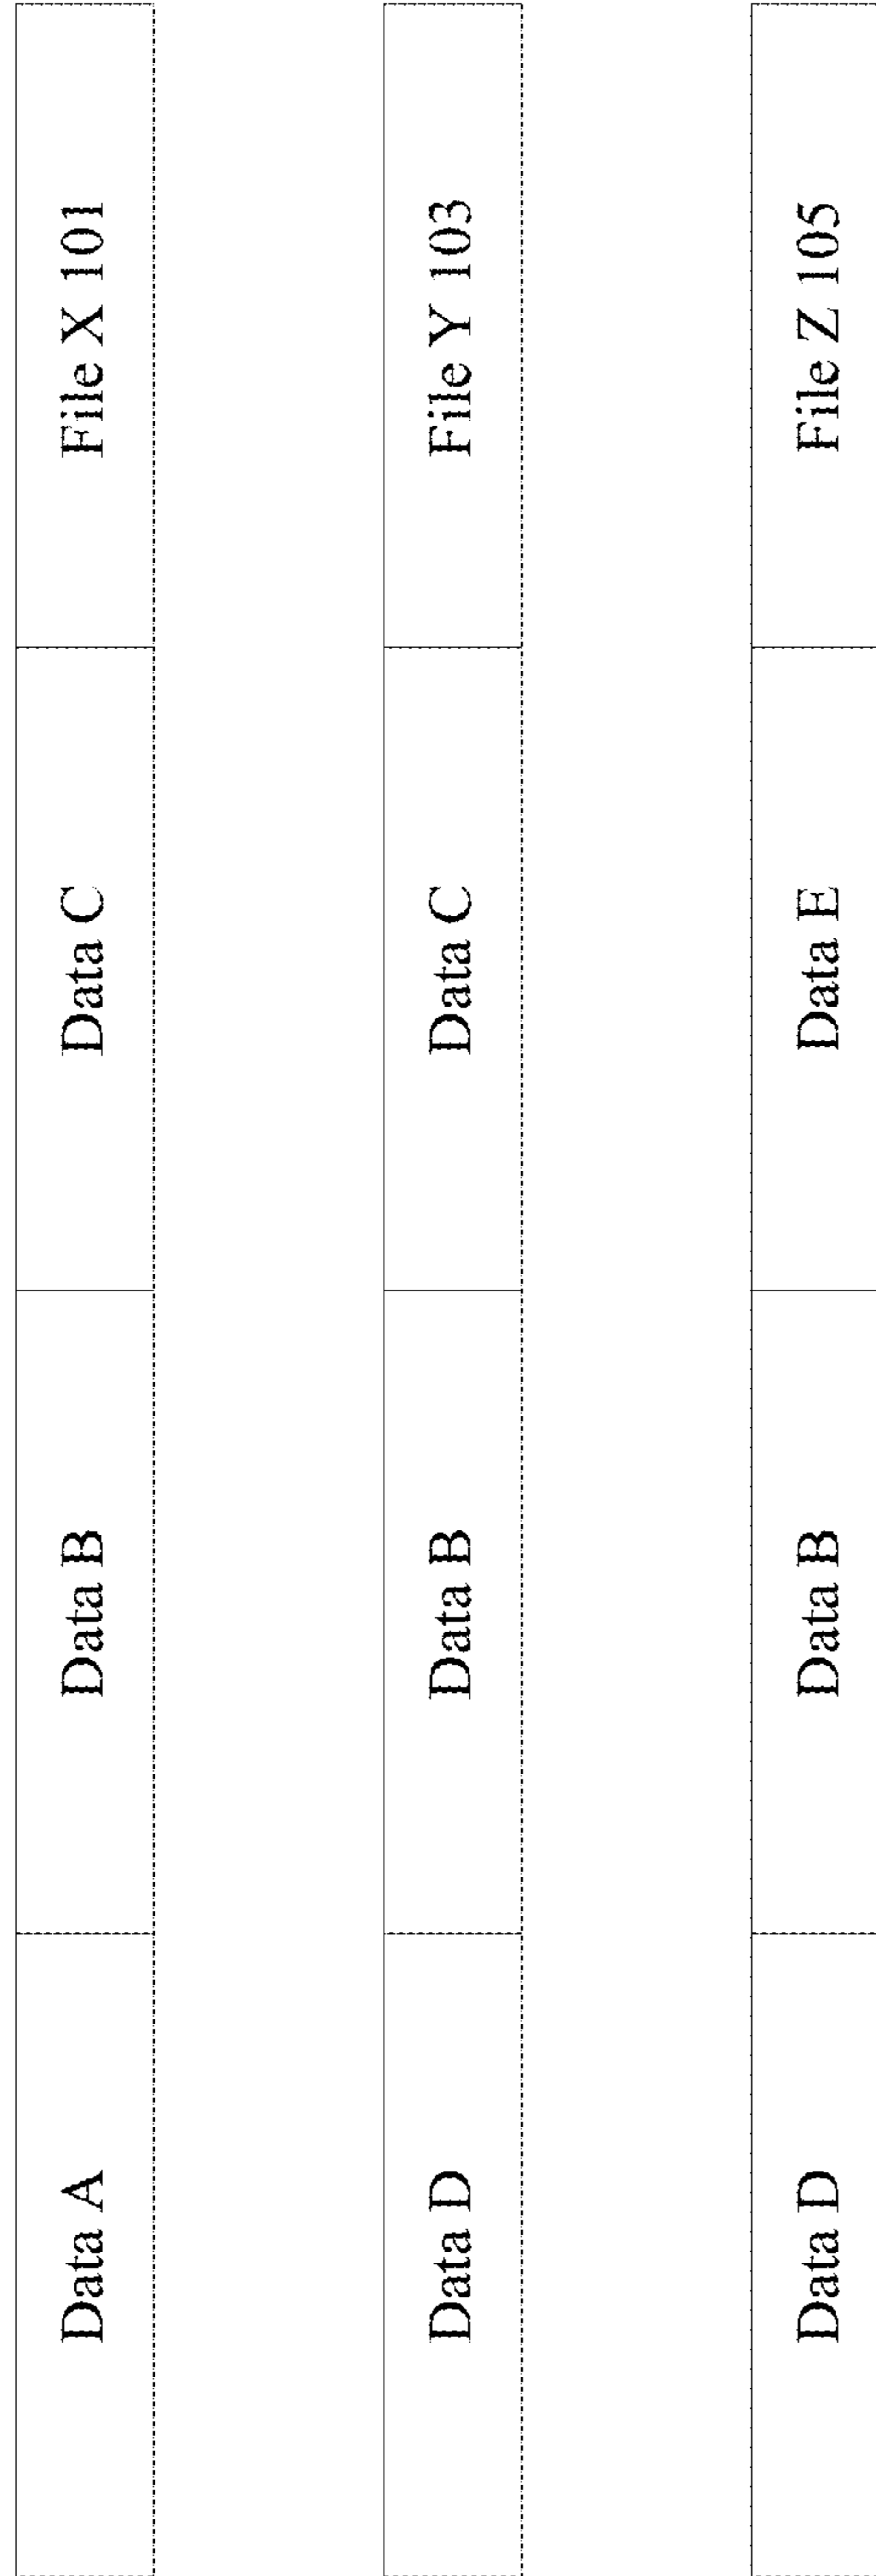 Data A Data B Data C File X 101
Data D Data B Data C File Y 103
Data D Data B Data E File Z 105